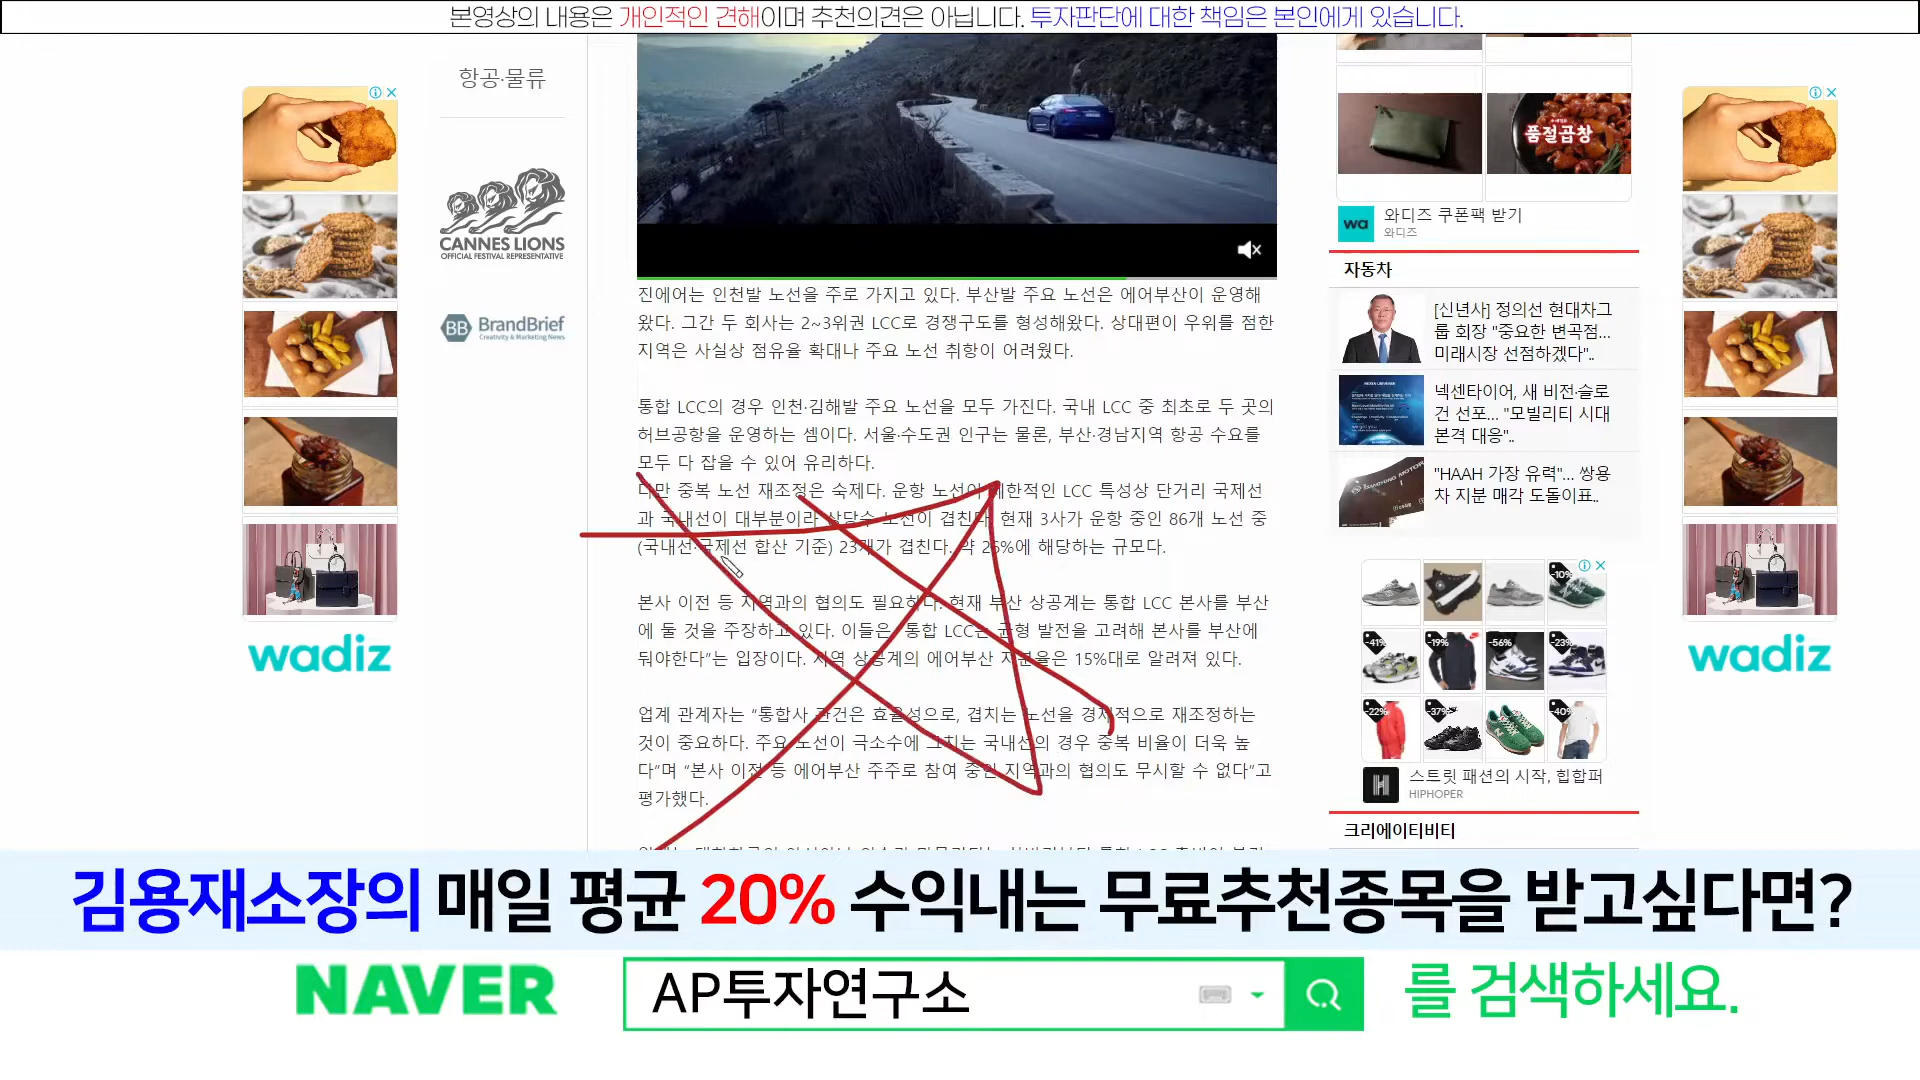 본영상의 내용은 개인적인 견해이며 추천의견은 아닙니다. 투자판단에 대한 책임은 본인에게 있습니다.
항공·물류
CANNES LIONS
OFFICIAL FESTIVAL REPRESENTATIVE
BB BrandBrief
Creativity & Marketing News
wadiz
진에어는 인천발 노선을 주로 가지고 있다. 부산발 주요 노선은 에어부산이 운영해
왔다. 그간 두 회사는 2~3위권 LCC로 경쟁구도를 형성해왔다. 상대편이 우위를 점한
지역은 사실상 점유율 확대나 주요 노선 취항이 어려웠다.
통합 LCC의 경우 인천·김해발 주요 노선을 모두 가진다. 국내 LCC 중 최초로 두 곳의
허브공항을 운영하는 셈이다. 서울·수도권 인구는 물론, 부산·경남지역 항공 수요를
모두 다 잡을 수 있어 유리하다.
다만 중복 노선 재조정은 숙제다. 운항 노선이 제한적인 LCC 특성상 단거리 국제선
과 국내선이 대부분이라 상당수 노선이 겹친다. 현재 3사가 운항 중인 86개 노선 중
(국내선·국제선 합산 기준) 23개가 겹친다. 약 26%에 해당하는 규모다.
본사 이전 등 지역과의 협의도 필요하다. 현재 부산 상공계는 통합 LCC 본사를 부산
에 둘 것을 주장하고 있다. 이들은 "통합 LCC는 균형 발전을 고려해 본사를 부산에
둬야한다”는 입장이다. 지역 상공계의 에어부산 지분율은 15%대로 알려져 있다.
업계 관계자는 “통합사 관건은 효율성으로, 겹치는 노선을 경제적으로 재조정하는
것이 중요하다. 주요 노선이 극소수에 그치는 국내선의 경우 중복 비율이 더욱 높
다”며 “본사 이전 등 에어부산 주주로 참여 중인 지역과의 협의도 무시할 수 없다”고
평가했다.
품절곱창
wa 와디즈 쿠폰팩 받기
와디즈
자동차
[신년사] 정의선 현대차그
룹 회장 "중요한 변곡점...
미래시장 선점하겠다"..
넥센타이어, 새 비전·슬로
건 선포... "모빌리티 시대
본격 대응"..
"HAAH 가장 유력"... 쌍용
차 지분 매각 도돌이표..
-10%
-41% -19% -56% -23%
-22% -37% -40%
스트릿 패션의 시작, 힙합퍼
HIPHOPER
크리에이티비티
wadiz
김용재소장의 매일 평균 20% 수익내는 무료추천종목을 받고싶다면?
NAVER AP투자연구소 를 검색하세요.